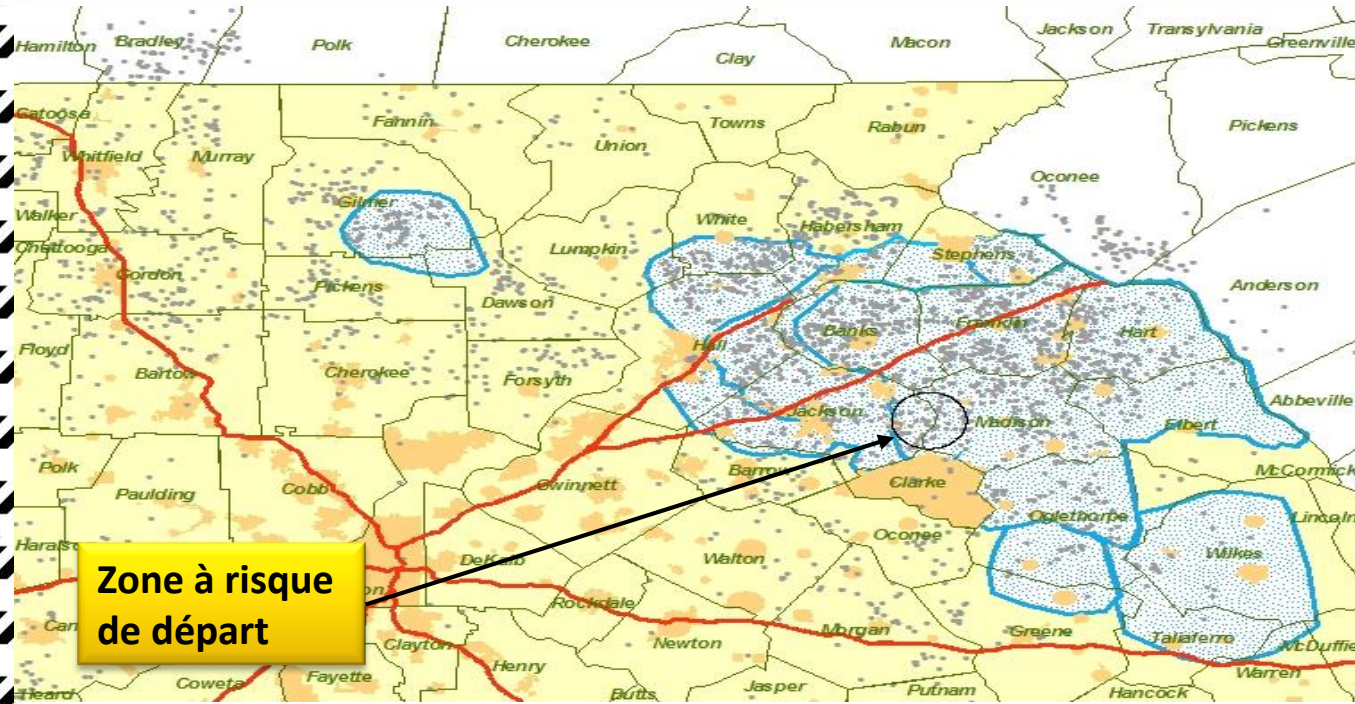 Hamilton Bradley Polk Cherokee Clay Macon Jackson Transylvania Greenville
Catoosa Fannin Towns Rabun Pickens
Whitfield Murray Union Oconee
Walker Gilmer White Habersham
Chattooga Lumpkin Stephens
Gordon Pickens Dawson Anderson
Floyd Hall Banks Franklin Hart
Bartow Cherokee Forsyth
Jackson Madison Elbert Abbeville
Polk Paulding Cobb Gwinnett Barrow Clarke McCormick
Oglethorpe Lincoln
Haralson DeKalb Walton Oconee Wilkes
Zone à risque
de départ
Rockdale
Clayton Newton Morgan Greene Taliaferro McDuffie
Heard Coweta Fayette Henry Butts Jasper Putnam Hancock Warren